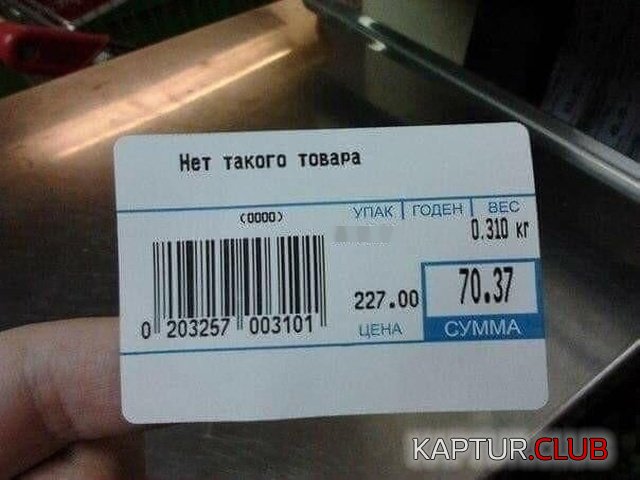 Нет такого товара
(0000)
УПАК ГОДЕН ВЕС
0.310 кг
227.00 70.37
0 203257 003101
ЦЕНА СУММА
KAPTUR.CLUB